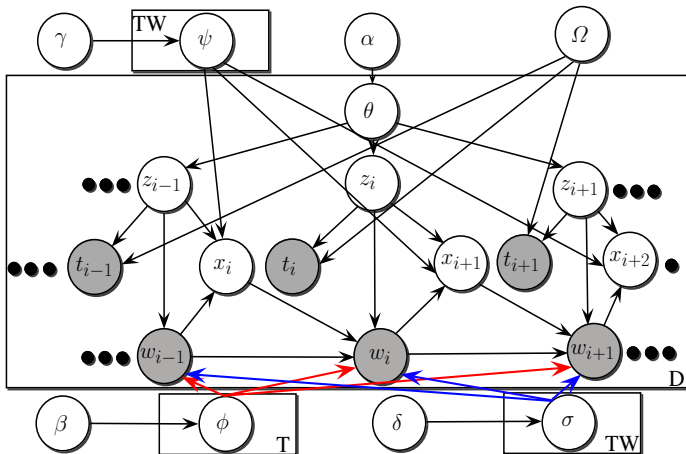 γ TW ψ α Ω
θ
z_{i-1} z_i z_{i+1}
t_{i-1} x_i t_i x_{i+1} t_{i+1} x_{i+2}
w_{i-1} w_i w_{i+1}
D
β ϕ δ σ
T TW